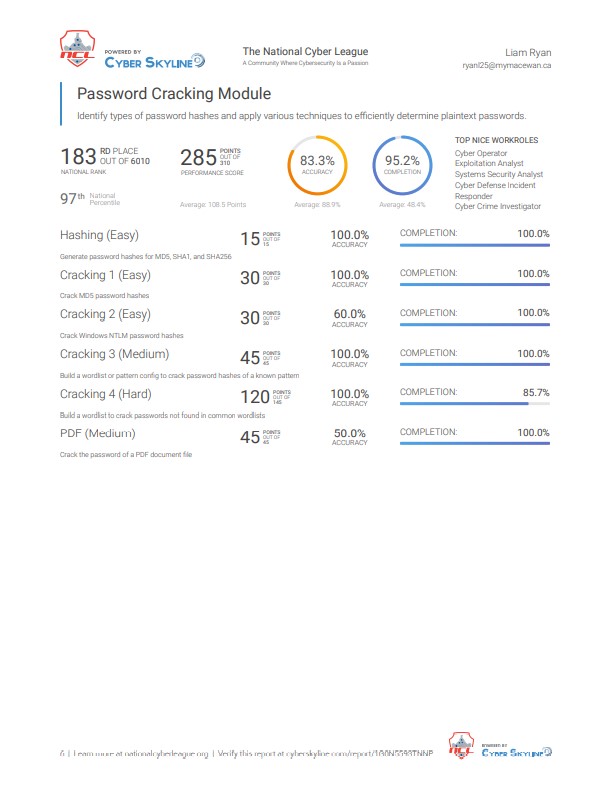 NCL
POWERED BY
CYBER SKYLINE
The National Cyber League
A Community Where Cybersecurity Is a Passion
Liam Ryan
ryanl25@mymacewan.ca
Password Cracking Module
Identify types of password hashes and apply various techniques to efficiently determine plaintext passwords.
183 RD PLACE OUT OF 6010
NATIONAL RANK
97th National Percentile
285 POINTS OUT OF 310
PERFORMANCE SCORE
Average: 108.5 Points
83.3%
ACCURACY
Average: 88.9%
95.2%
COMPLETION
Average: 48.4%
TOP NICE WORKROLES
Cyber Operator
Exploitation Analyst
Systems Security Analyst
Cyber Defense Incident
Responder
Cyber Crime Investigator
Hashing (Easy) 15 POINTS OUT OF 15 100.0% ACCURACY COMPLETION: 100.0%
Generate password hashes for MD5, SHA1, and SHA256
Cracking 1 (Easy) 30 POINTS OUT OF 30 100.0% ACCURACY COMPLETION: 100.0%
Crack MD5 password hashes
Cracking 2 (Easy) 30 POINTS OUT OF 30 60.0% ACCURACY COMPLETION: 100.0%
Crack Windows NTLM password hashes
Cracking 3 (Medium) 45 POINTS OUT OF 45 100.0% ACCURACY COMPLETION: 100.0%
Build a wordlist or pattern config to crack password hashes of a known pattern
Cracking 4 (Hard) 120 POINTS OUT OF 145 100.0% ACCURACY COMPLETION: 85.7%
Build a wordlist to crack passwords not found in common wordlists
PDF (Medium) 45 POINTS OUT OF 45 50.0% ACCURACY COMPLETION: 100.0%
Crack the password of a PDF document file
6 | Learn more at nationalcyberleague.org | Verify this report at cyberskyline.com/report/
NCL
POWERED BY
CYBER SKYLINE